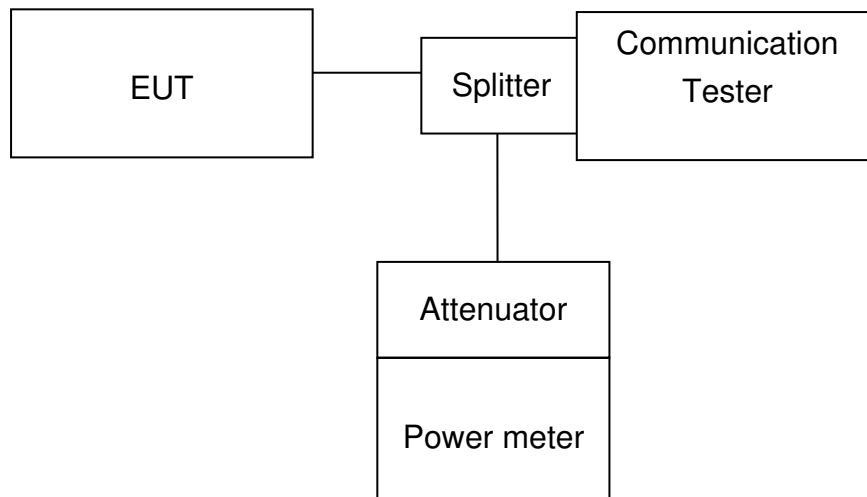 EUT
Splitter
Communication
Tester
Attenuator
Power meter